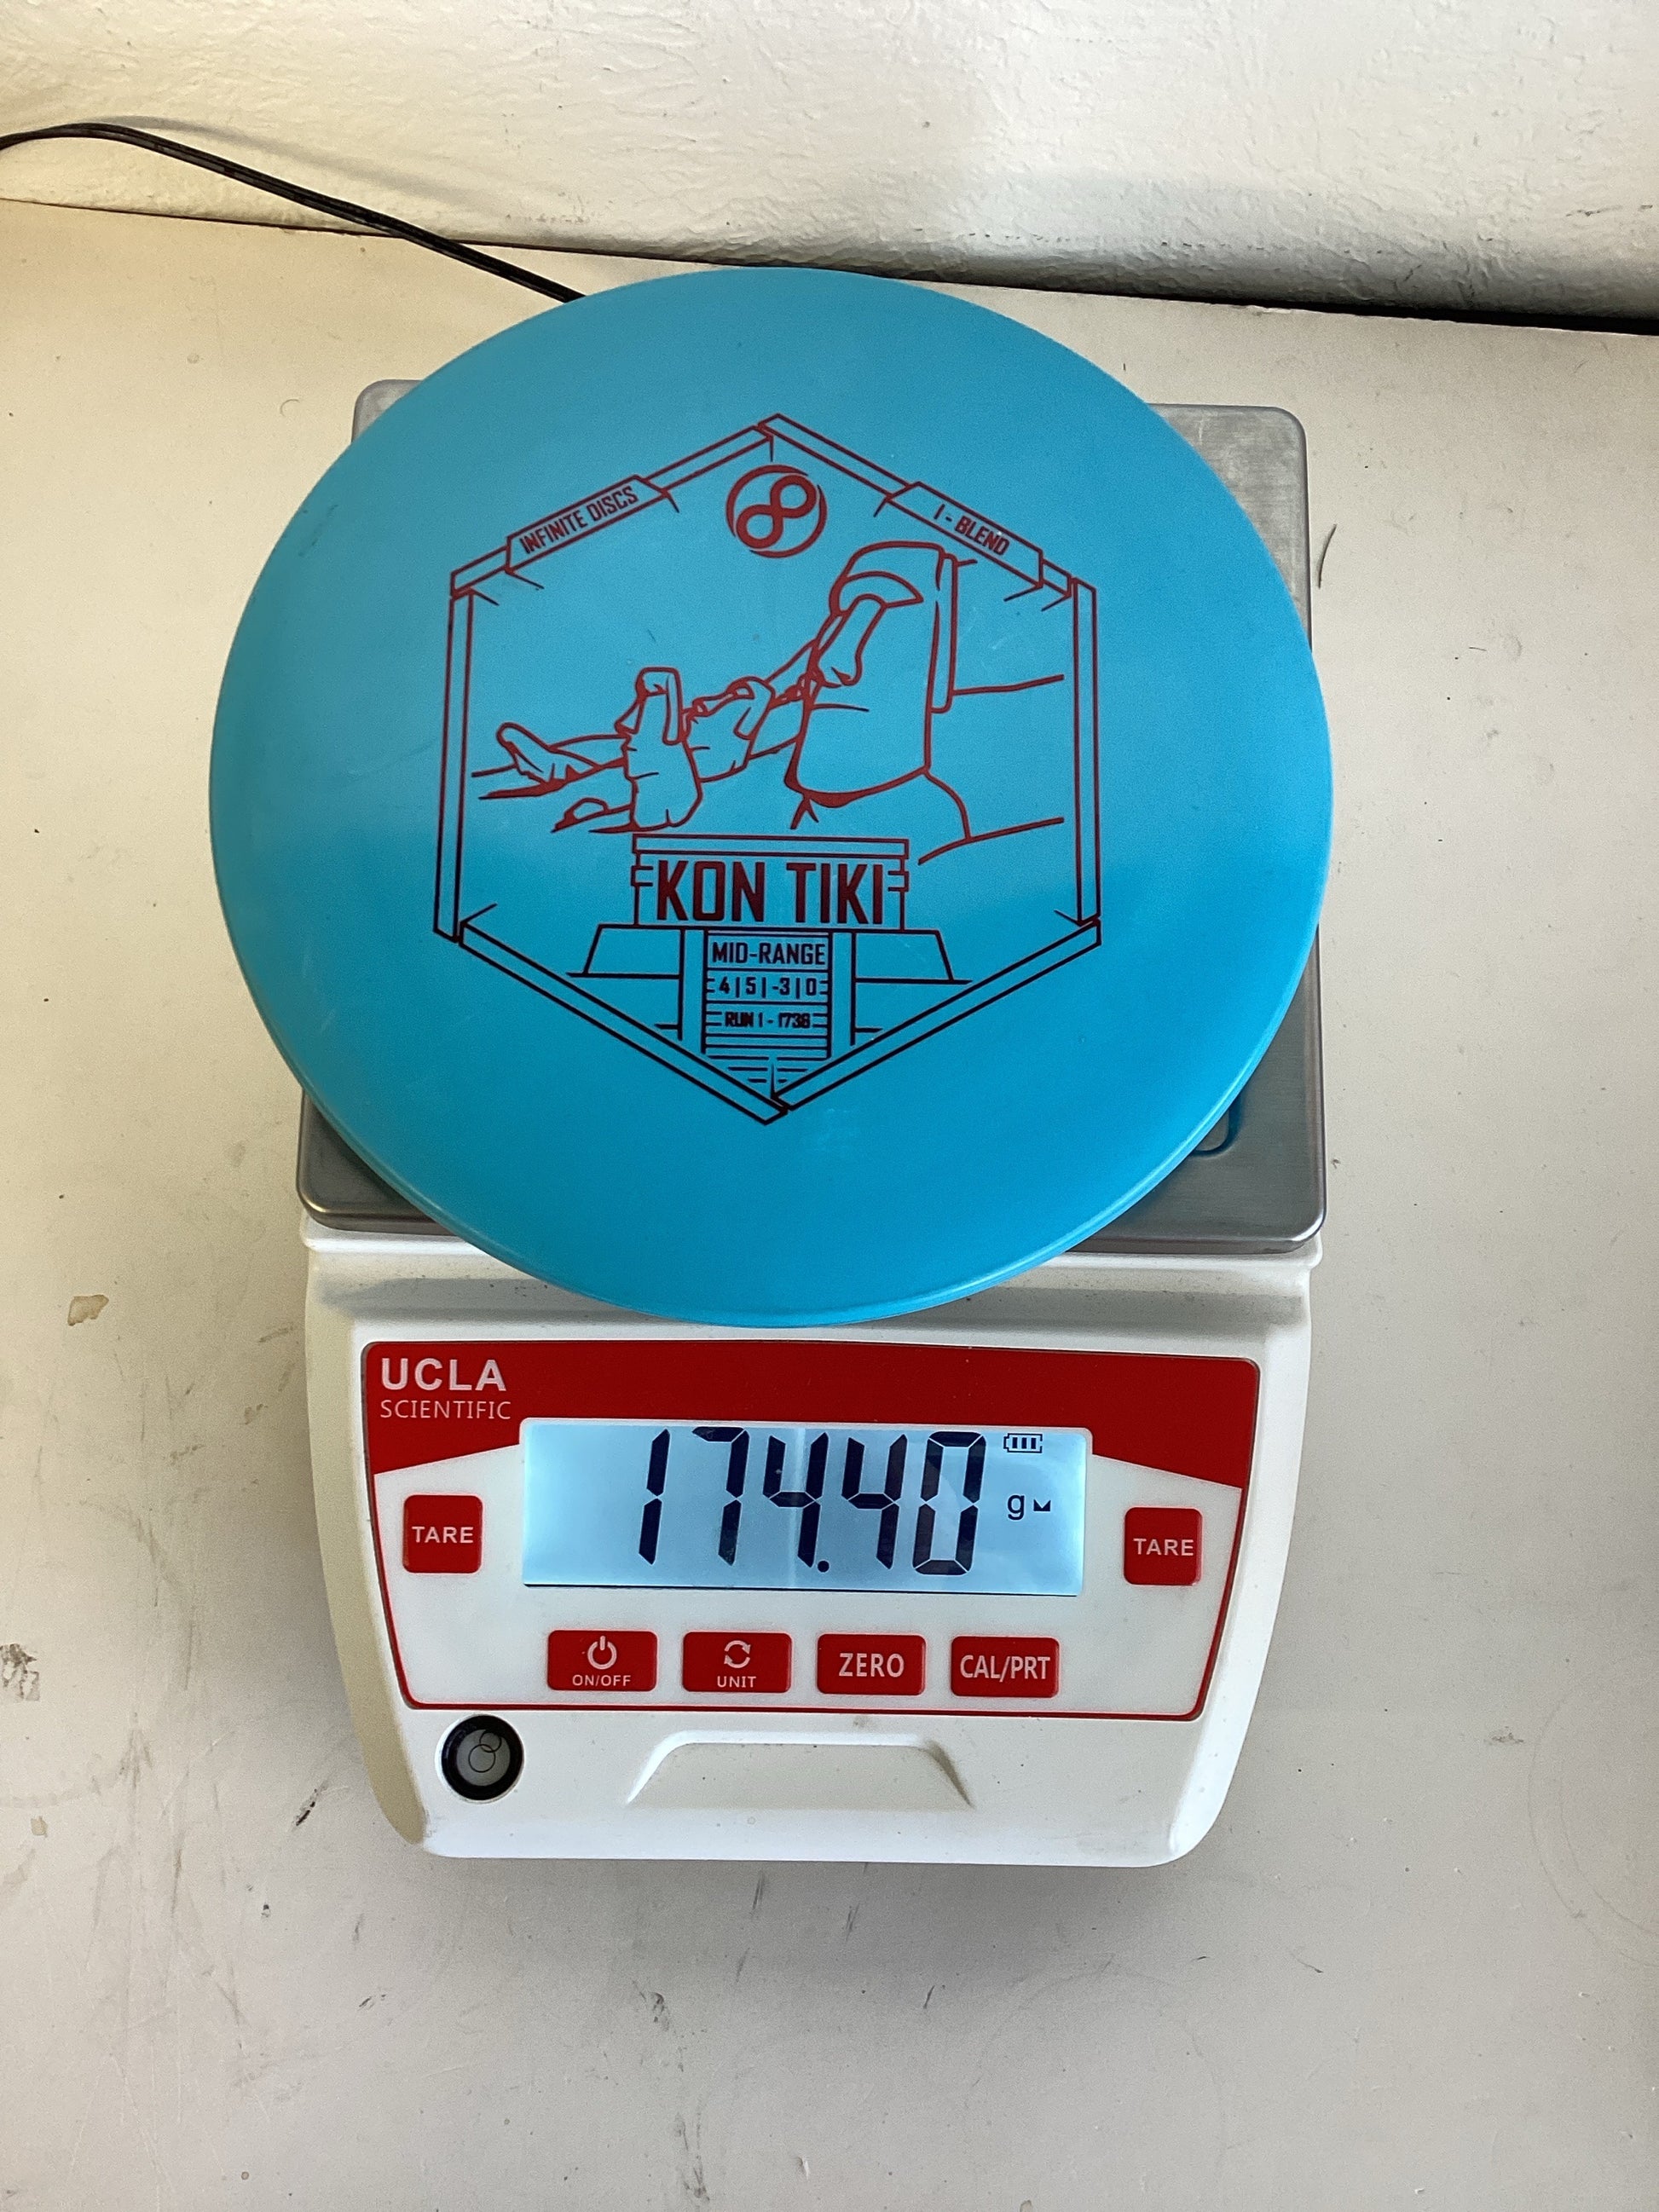 INFINITE DISCS
I - BLEND
KON TIKI
MID-RANGE
4 | 5 | -3 | 0
RUN 1 - 1738
UCLA
SCIENTIFIC
174.40 g
TARE
TARE
ON/OFF
UNIT
ZERO
CAL/PRT